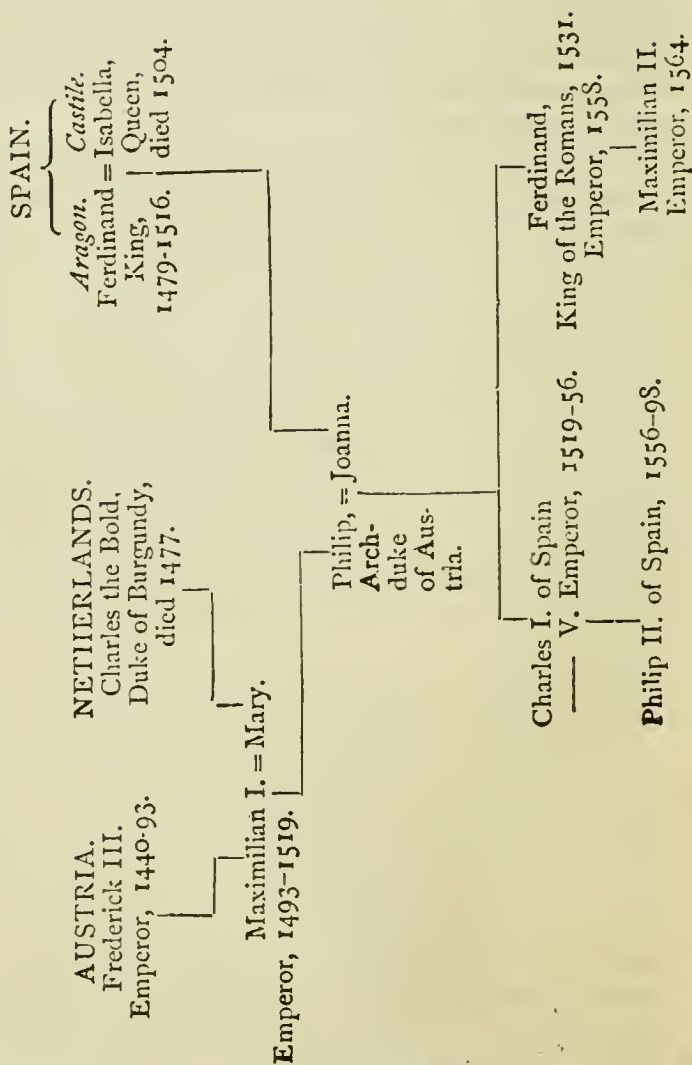 AUSTRIA.
Frederick III.
Emperor, 1440-93.
NETHERLANDS.
Charles the Bold,
Duke of Burgundy,
died 1477.
SPAIN.
Aragon. Castile.
Ferdinand = Isabella,
King, Queen,
1479-1516. died 1504.
Maximilian I. = Mary.
Emperor, 1493-1519.
Philip, = Joanna.
Arch-
duke
of Aus-
tria.
Charles I. of Spain
— V. Emperor, 1519-56.
Ferdinand,
King of the Romans, 1531.
Emperor, 1558.
Philip II. of Spain, 1556-98.
Maximilian II.
Emperor, 1564.